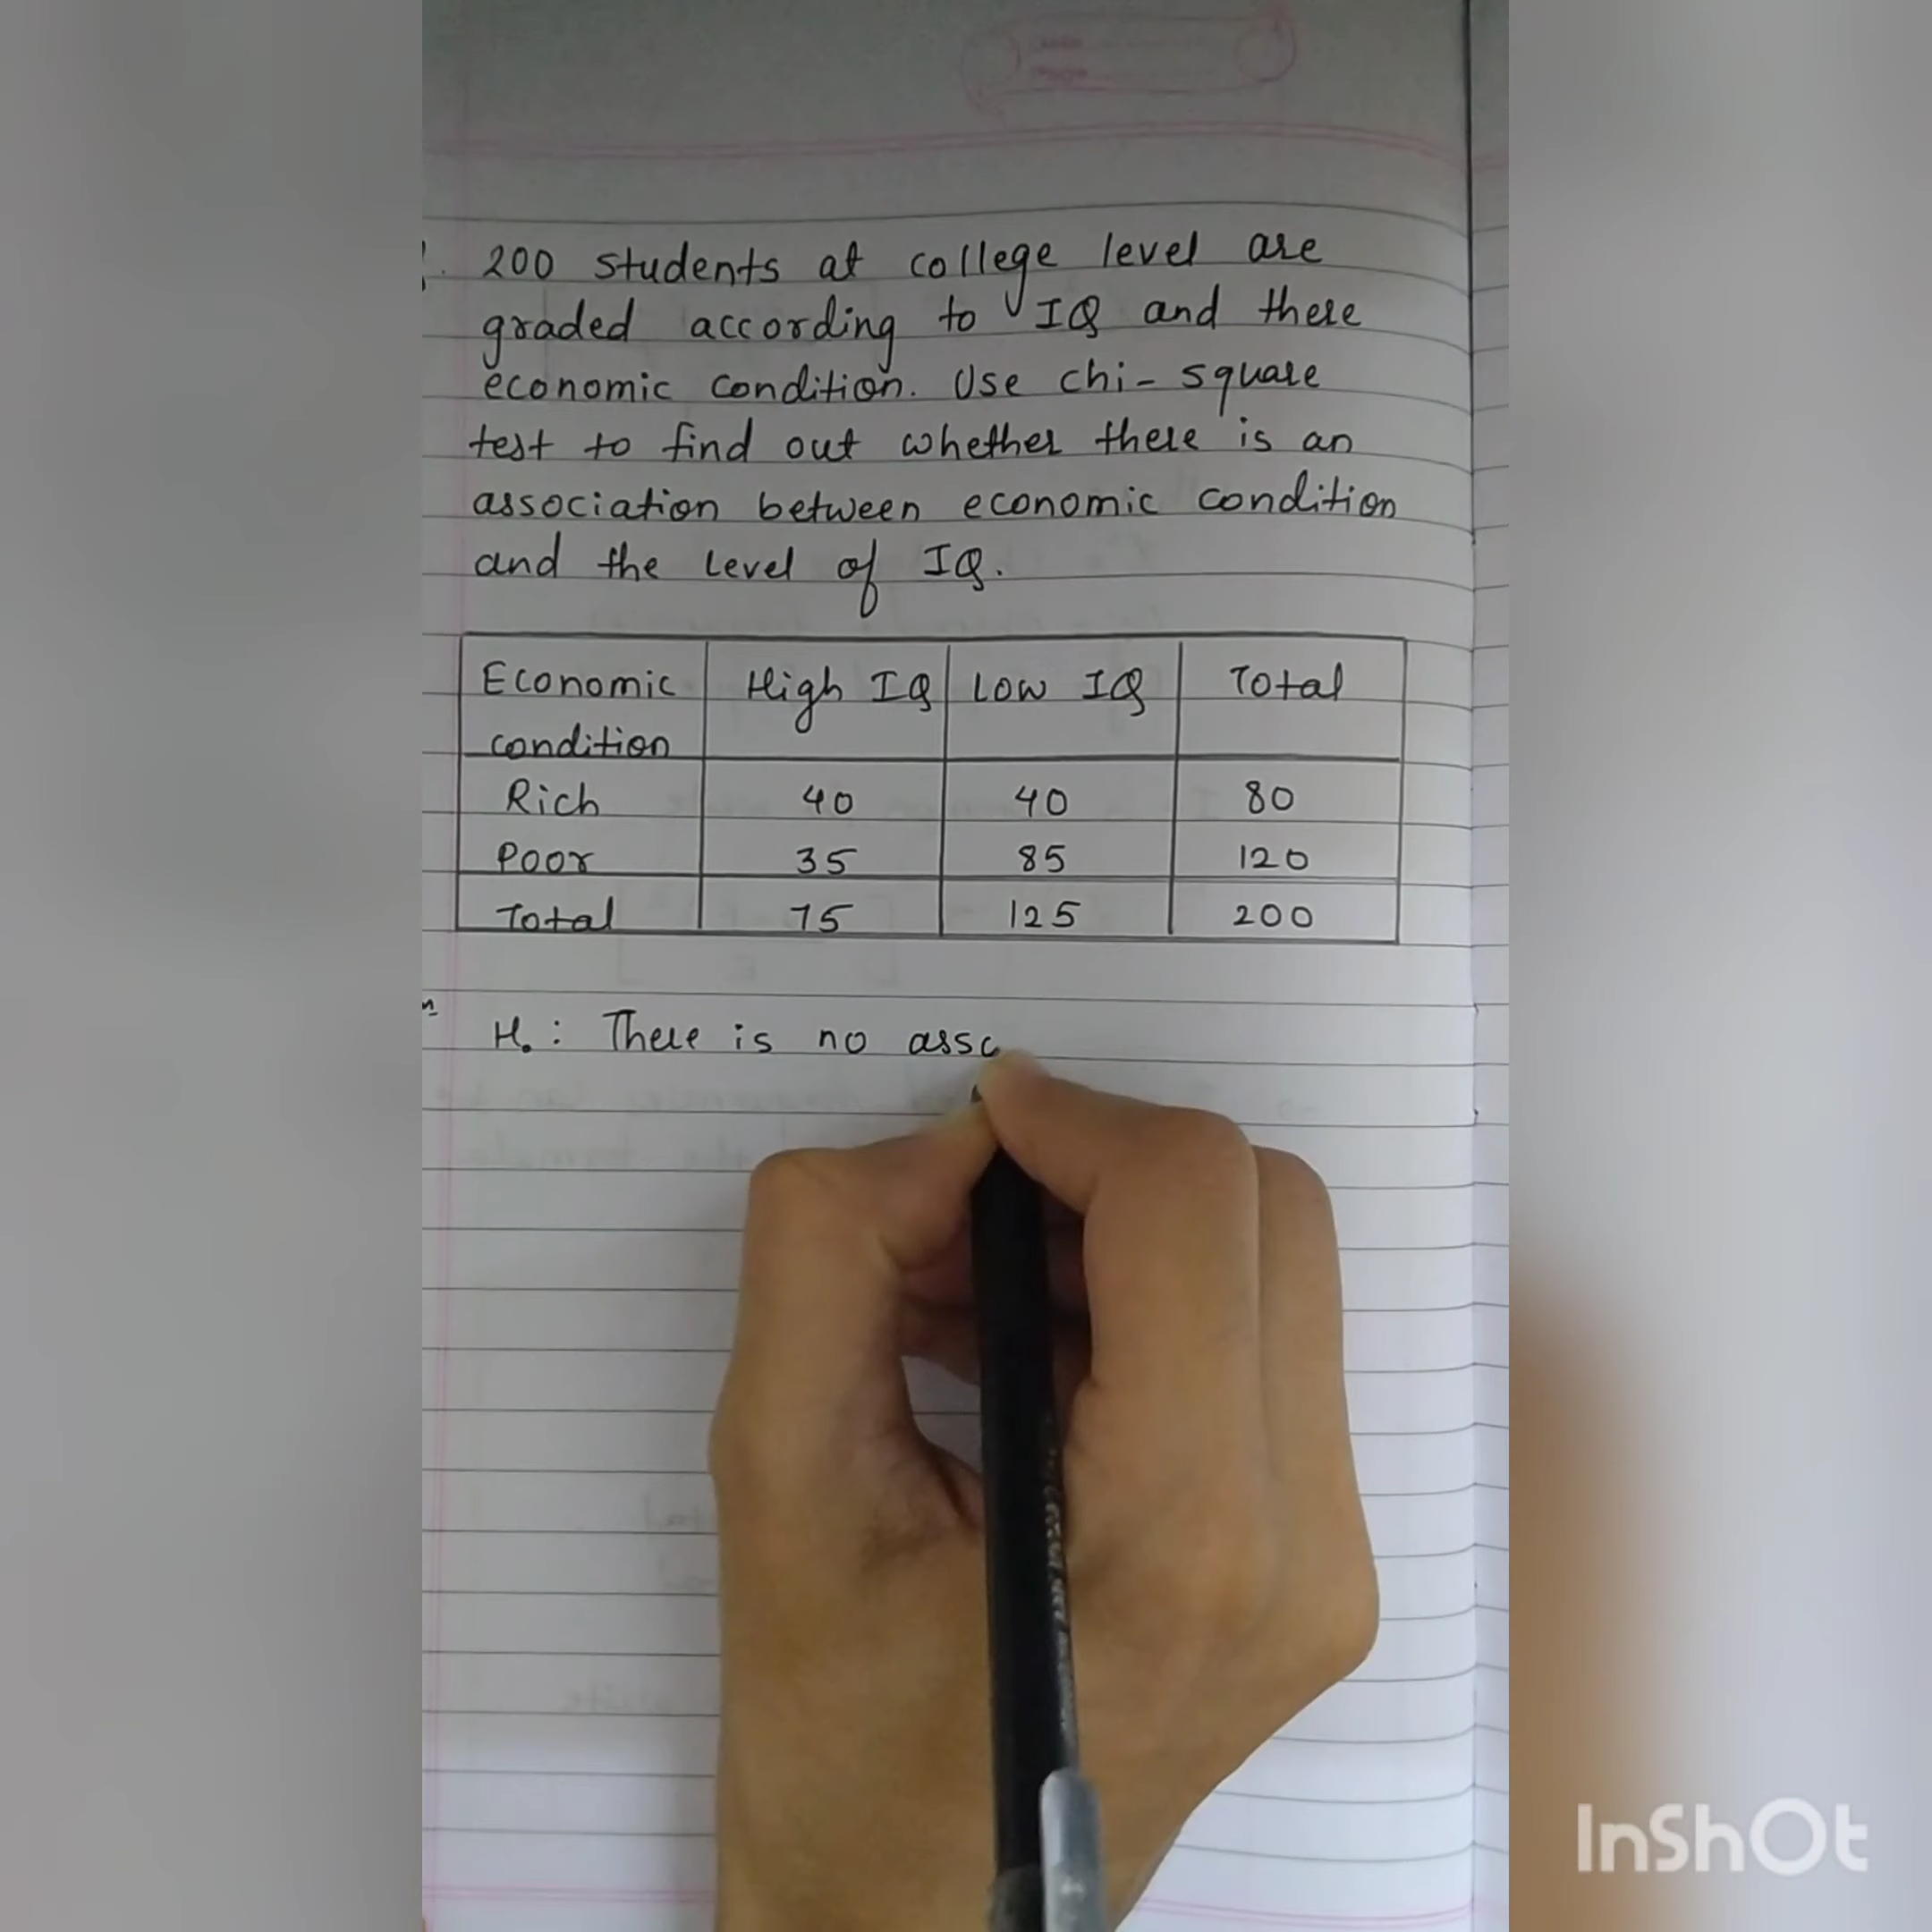 200 students at college level are
graded according to IQ and there
economic condition. Use chi-square
test to find out whether there is an
association between economic condition
and the level of IQ.
Economic condition High IQ Low IQ Total
Rich 40 40 80
Poor 35 85 120
Total 75 125 200
H₀: There is no asso
InShOt